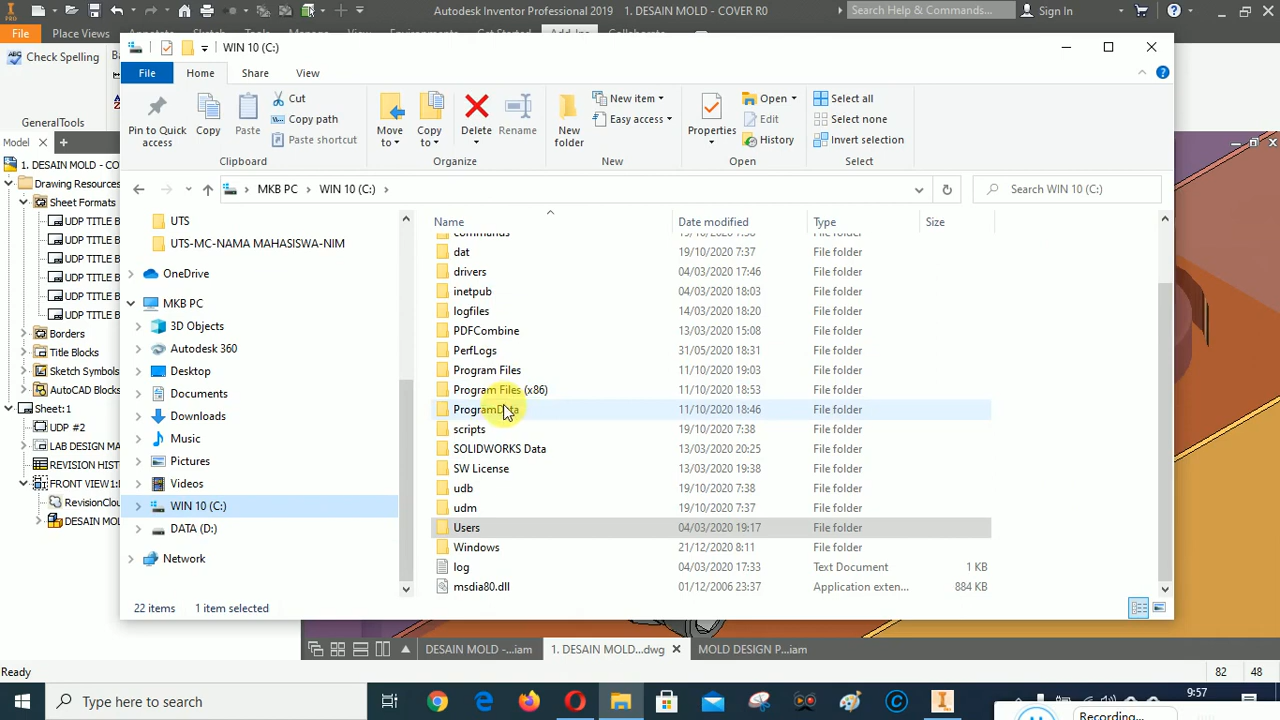 PRO
Autodesk Inventor Professional 2019 1. DESAIN MOLD - COVER R0
Search Help & Commands...
Sign In
File Place Views
Get Started
Collaborate
Check Spelling
GeneralTools
WIN 10 (C:)
File Home Share View
Pin to Quick access
Copy
Paste
Cut
Copy path
Paste shortcut
Clipboard
Move to
Copy to
Delete
Rename
Organize
New folder
New item
Easy access
New
Properties
Open
Edit
History
Open
Select all
Select none
Invert selection
Select
MKB PC > WIN 10 (C:) >
Search WIN 10 (C:)
Model
1. DESAIN MOLD - CO
Drawing Resources
Sheet Formats
UDP TITLE B
UDP TITLE B
UDP TITLE B
UDP TITLE B
UDP TITLE B
UDP TITLE B
Borders
Title Blocks
Sketch Symbols
AutoCAD Blocks
Sheet:1
UDP #2
LAB DESIGN MA
REVISION HIST
FRONT VIEW1:
RevisionClou
DESAIN MOL
UTS
UTS-MC-NAMA MAHASISWA-NIM
OneDrive
MKB PC
3D Objects
Autodesk 360
Desktop
Documents
Downloads
Music
Pictures
Videos
WIN 10 (C:)
DATA (D:)
Network
Name Date modified Type Size
commands
dat 19/10/2020 7:37 File folder
drivers 04/03/2020 17:46 File folder
inetpub 04/03/2020 18:03 File folder
logfiles 14/03/2020 18:20 File folder
PDFCombine 13/03/2020 15:08 File folder
PerfLogs 31/05/2020 18:31 File folder
Program Files 11/10/2020 19:03 File folder
Program Files (x86) 11/10/2020 18:53 File folder
ProgramData 11/10/2020 18:46 File folder
scripts 19/10/2020 7:38 File folder
SOLIDWORKS Data 13/03/2020 20:25 File folder
SW License 13/03/2020 19:38 File folder
udb 19/10/2020 7:38 File folder
udm 19/10/2020 7:37 File folder
Users 04/03/2020 19:17 File folder
Windows 21/12/2020 8:11 File folder
log 04/03/2020 17:33 Text Document 1 KB
msdia80.dll 01/12/2006 23:37 Application exten... 884 KB
22 items 1 item selected
DESAIN MOLD -...iam 1. DESAIN MOLD...dwg MOLD DESIGN P....iam
Ready 82 48
Type here to search
9:57
Recording...